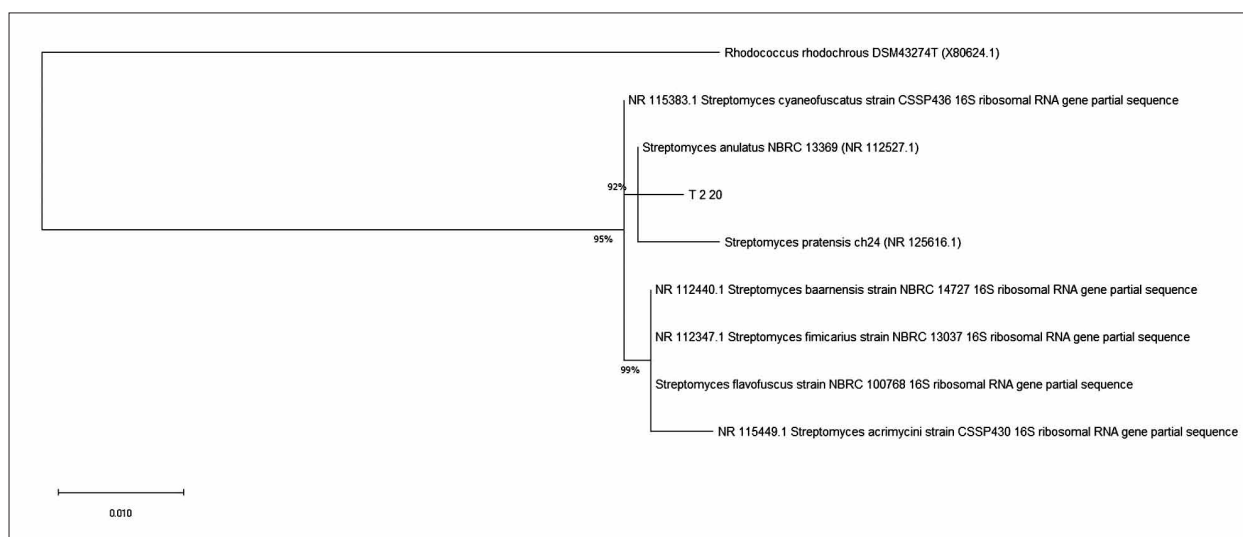 Rhodococcus rhodochrous DSM43274T (X80624.1)
NR 115383.1 Streptomyces cyaneofuscatus strain CSSP436 16S ribosomal RNA gene partial sequence
Streptomyces anulatus NBRC 13369 (NR 112527.1)
92%
T 2 20
95%
Streptomyces pratensis ch24 (NR 125616.1)
NR 112440.1 Streptomyces baarnensis strain NBRC 14727 16S ribosomal RNA gene partial sequence
NR 112347.1 Streptomyces fimicarius strain NBRC 13037 16S ribosomal RNA gene partial sequence
99%
Streptomyces flavofuscus strain NBRC 100768 16S ribosomal RNA gene partial sequence
NR 115449.1 Streptomyces acrimycini strain CSSP430 16S ribosomal RNA gene partial sequence
0.010